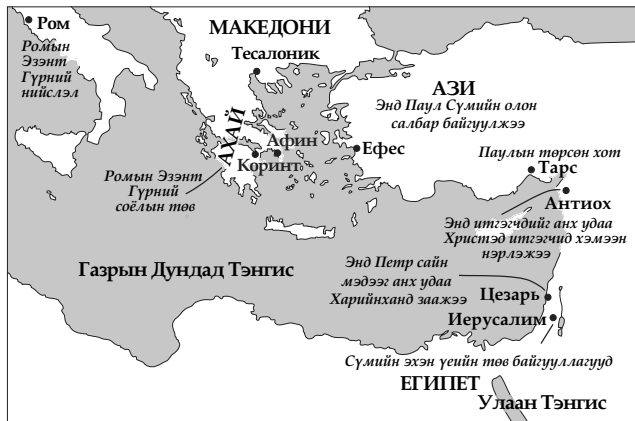 Ром
Ромын
Эзэнт
Гүрний
нийслэл
МАКЕДОНИ
Тесалоник
АЗИ
Энд Паул Сүмийн олон
салбар байгуулжээ
АХАЙ
Афин
Коринт
Ефес
Ромын Эзэнт
Гүрний
соёлын төв
Паулын төрсөн хот
Тарс
Антиох
Энд итгэгчдийг анх удаа
Христэд итгэгчид хэмээн
нэрлэжээ
Газрын Дундад Тэнгис
Энд Петр сайн
мэдээг анх удаа
Харийнханд заажээ
Цезарь
Иерусалим
Сүмийн эхэн үеийн төв байгууллагууд
ЕГИПЕТ
Улаан Тэнгис